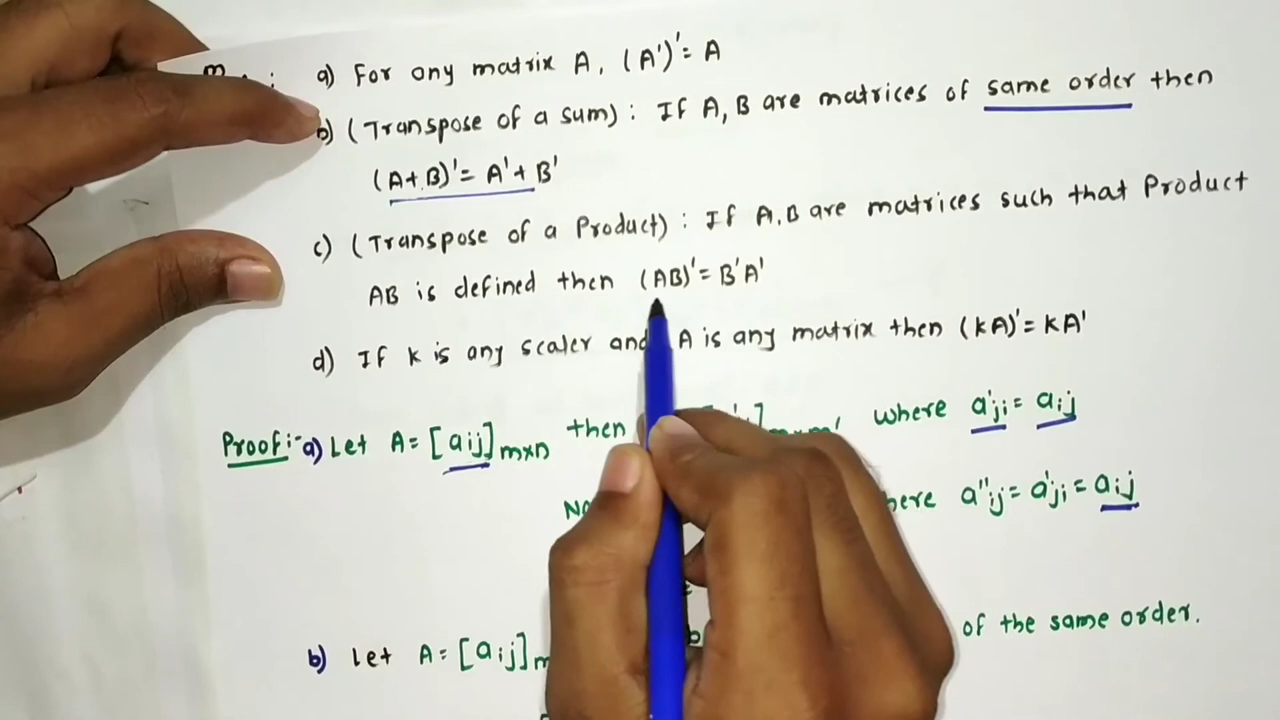 a) For any matrix A, (A')' = A
b) (Transpose of a sum) : If A, B are matrices of same order then
(A+B)' = A' + B'
c) (Transpose of a Product) : If A, B are matrices such that Product
AB is defined then (AB)' = B'A'
d) If k is any scaler and A is any matrix then (kA)' = kA'
Proof:- a) Let A = [aij]m×n then where a'ji = aij
where a''ij = a'ji = aij
b) Let A = [aij]m of the same order.